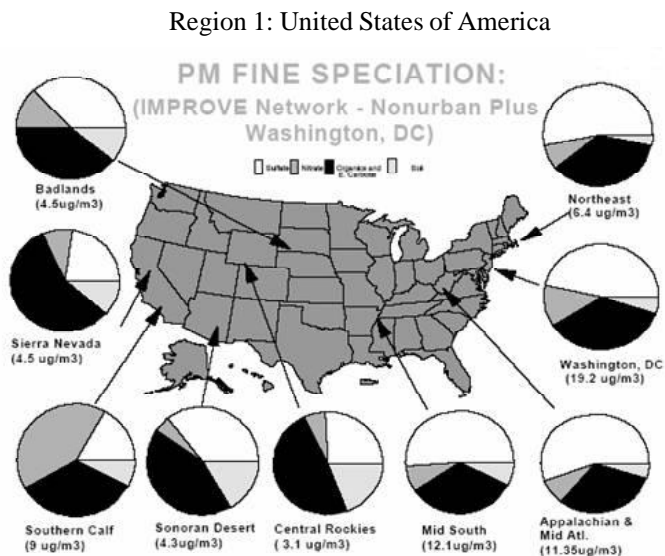 Region 1: United States of America
PM FINE SPECIATION:
(IMPROVE Network - Nonurban Plus
Washington, DC)
Sulfate Nitrate Organics and Soil
E. Carbons
Badlands
(4.5ug/m3)
Northeast
(6.4 ug/m3)
Sierra Nevada
(4.5 ug/m3)
Washington, DC
(19.2 ug/m3)
Southern Calf
(9 ug/m3)
Sonoran Desert
(4.3ug/m3)
Central Rockies
( 3.1 ug/m3)
Mid South
(12.1ug/m3)
Appalachian &
Mid Atl.
(11.35ug/m3)